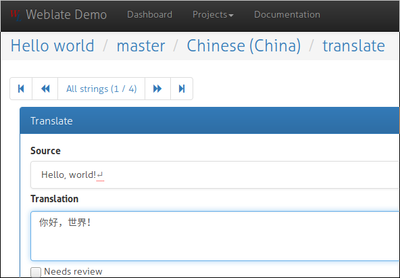 Weblate Demo Dashboard Projects Documentation
Hello world / master / Chinese (China) / translate
All strings (1 / 4)
Translate
Source
Hello, world!↵
Translation
你好，世界！
Needs review